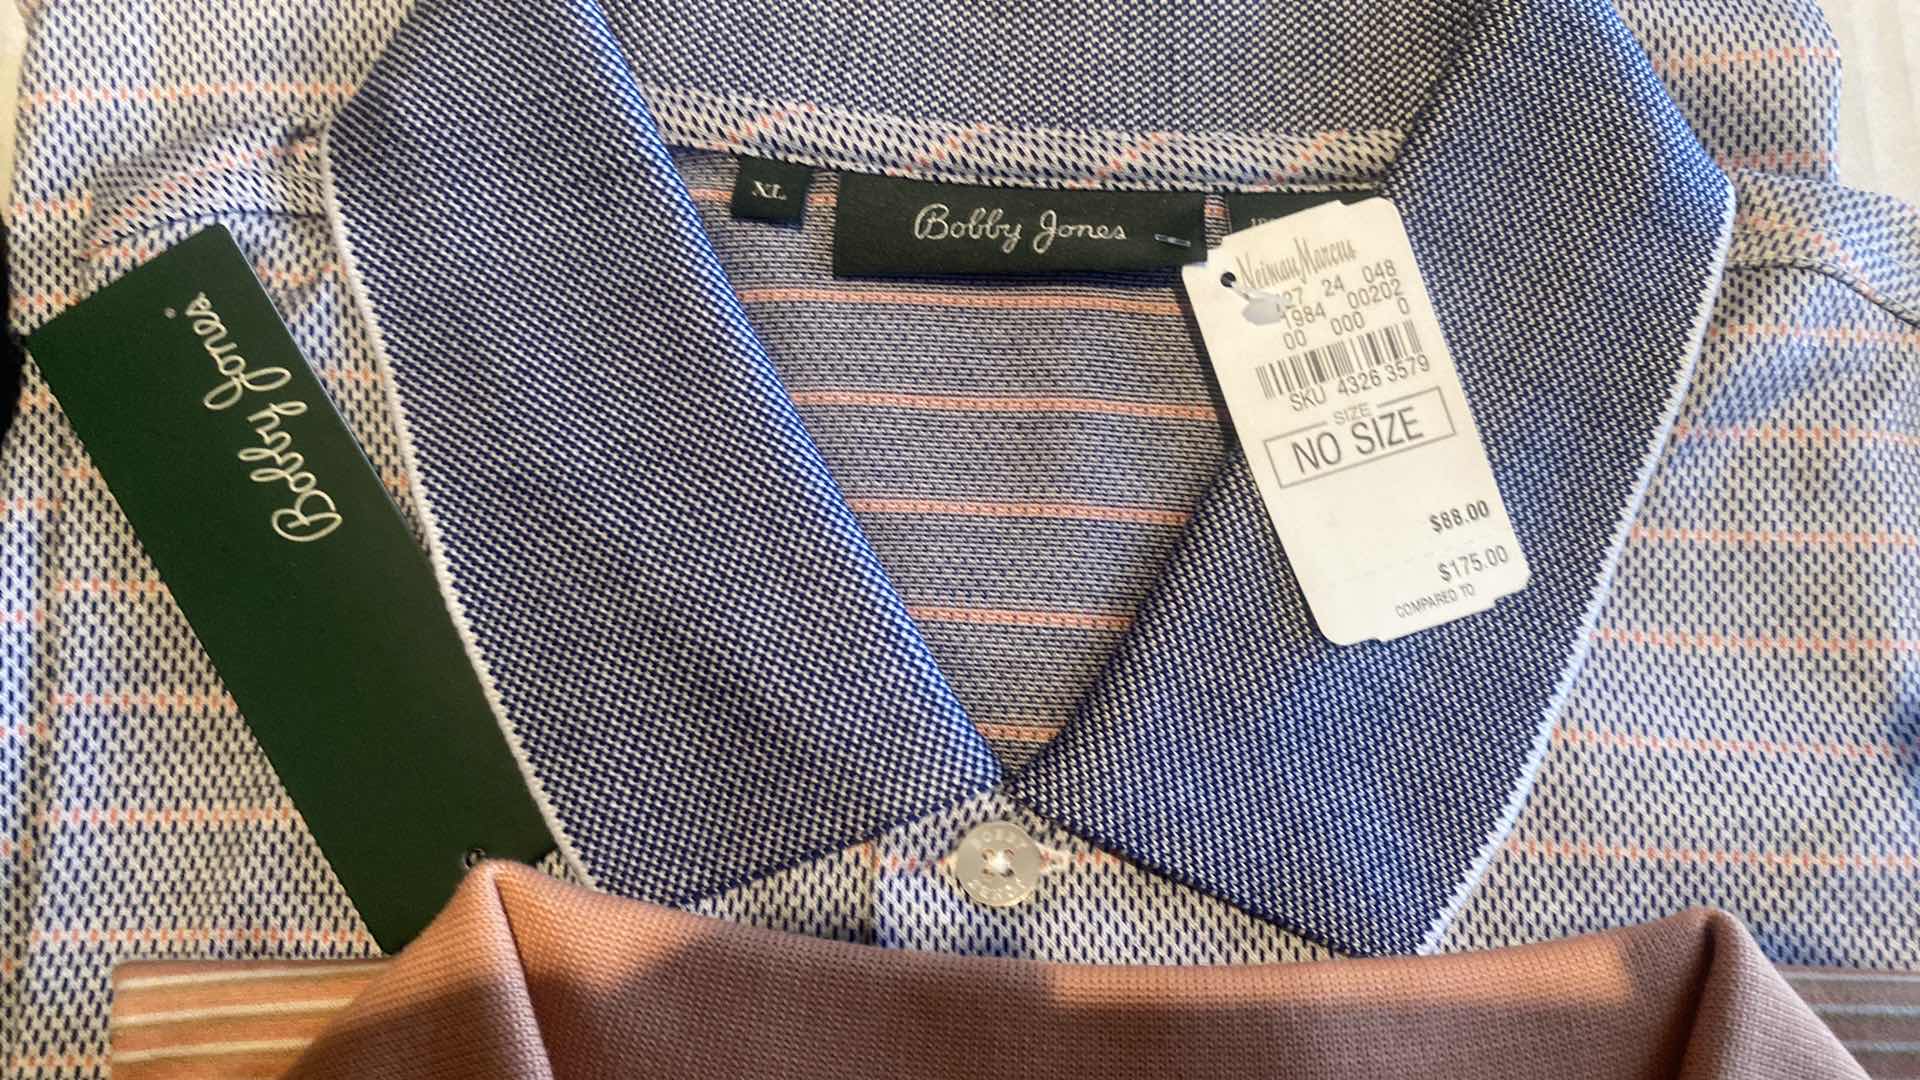 XL
Bobby Jones
Bobby Jones
Neiman Marcus
27 24 048
1984 00202
00 000 0
SKU 4326 3579
SIZE
NO SIZE
$88.00
$175.00
COMPARED TO